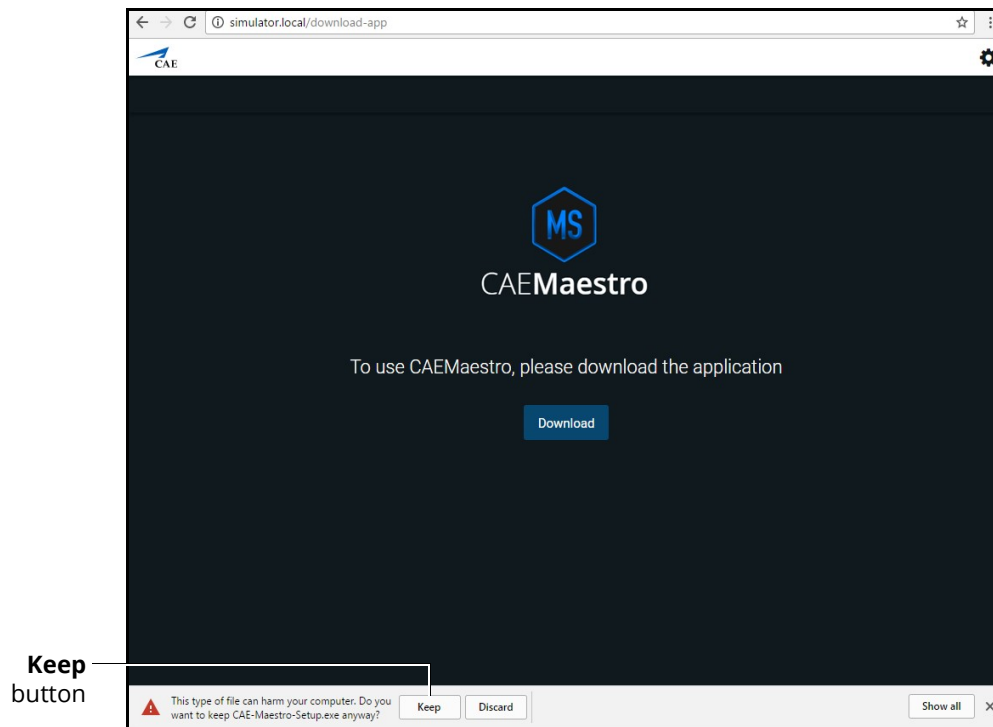 simulator.local/download-app
CAE
MS
CAEMaestro
To use CAEMaestro, please download the application
Download
Keep
button
This type of file can harm your computer. Do you
want to keep CAE-Maestro-Setup.exe anyway?
Keep
Discard
Show all